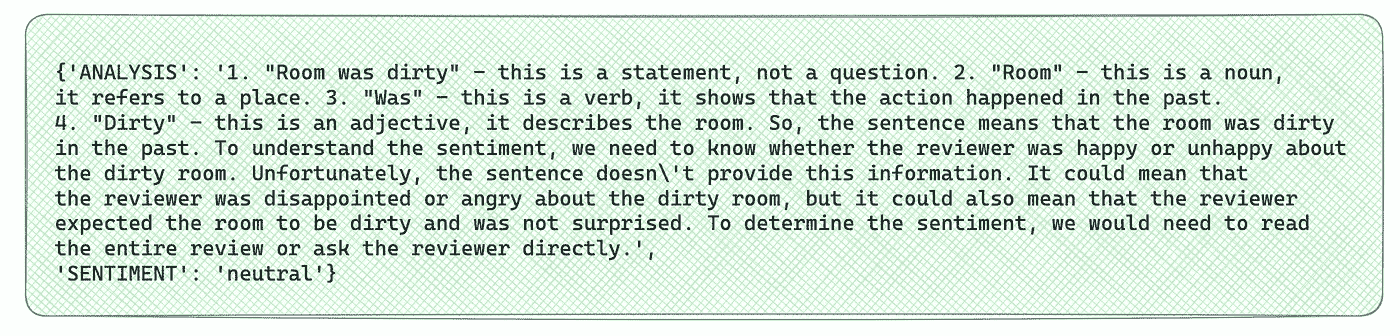 {'ANALYSIS': '1. "Room was dirty" – this is a statement, not a question. 2. "Room" – this is a noun,
it refers to a place. 3. "Was" – this is a verb, it shows that the action happened in the past.
4. "Dirty" – this is an adjective, it describes the room. So, the sentence means that the room was dirty
in the past. To understand the sentiment, we need to know whether the reviewer was happy or unhappy about
the dirty room. Unfortunately, the sentence doesn\'t provide this information. It could mean that
the reviewer was disappointed or angry about the dirty room, but it could also mean that the reviewer
expected the room to be dirty and was not surprised. To determine the sentiment, we would need to read
the entire review or ask the reviewer directly.',
'SENTIMENT': 'neutral'}